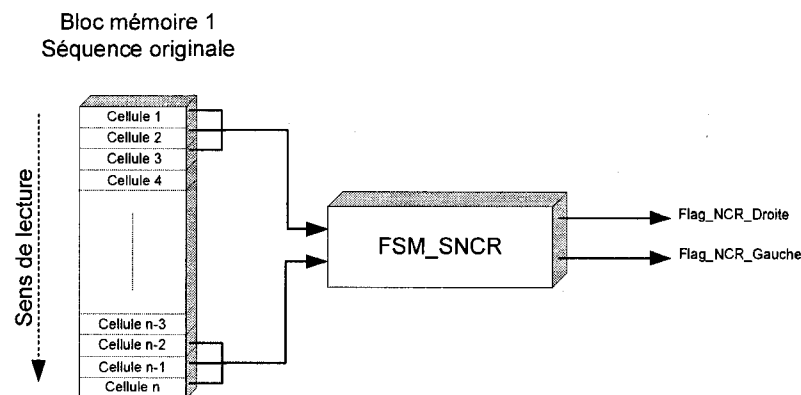 Bloc mémoire 1
Séquence originale
Sens de lecture
Cellule 1
Cellule 2
Cellule 3
Cellule 4
Cellule n-3
Cellule n-2
Cellule n-1
Cellule n
FSM_SNCR
Flag_NCR_Droite
Flag_NCR_Gauche